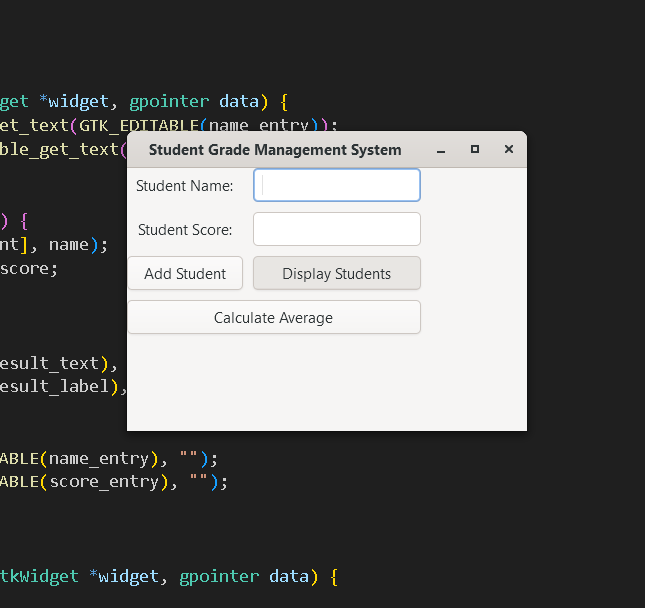 get *widget, gpointer data) {
et_text(GTK_EDITABLE(name_entry));
ble_get_text(
Student Grade Management System
Student Name:
) {
Student Score:
nt], name);
score;
Add Student Display Students
Calculate Average
esult_text),
esult_label),
ABLE(name_entry), "");
ABLE(score_entry), "");
tkWidget *widget, gpointer data) {